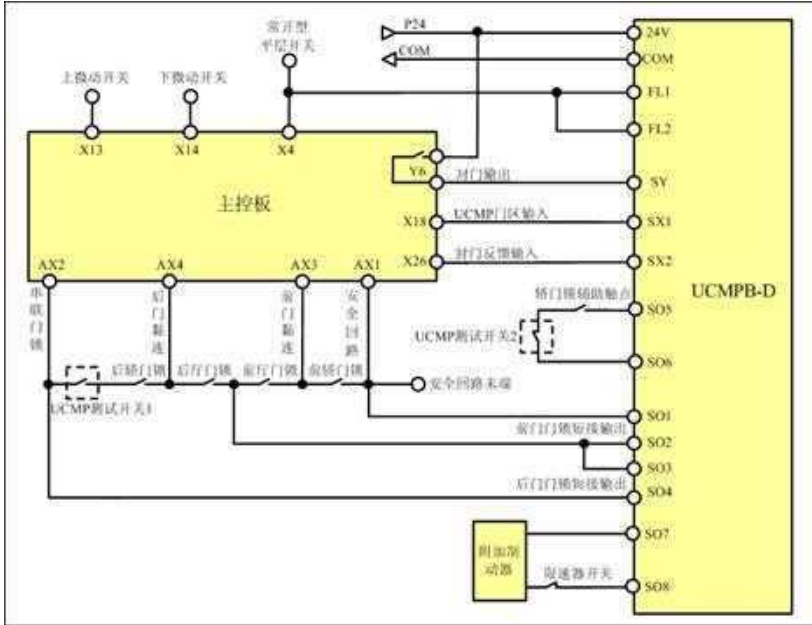 常开型
平层开关
P24
24V
COM
COM
上微动开关
下微动开关
FL1
FL2
X13
X14
X4
Y6
封门输出
SY
主控板
X18
UCMP门区输入
SX1
X26
封门反馈输入
SX2
UCMPB-D
AX2
AX4
AX3
AX1
串联门锁
后门黏连
前门黏连
安全回路
轿门锁辅助触点
SO5
UCMP测试开关2
SO6
后轿门锁
后厅门锁
前厅门锁
前轿门锁
安全回路末端
UCMP测试开关1
SO1
前门门锁短接输出
SO2
SO3
后门门锁短接输出
SO4
SO7
附加制
动器
限速器开关
SO8